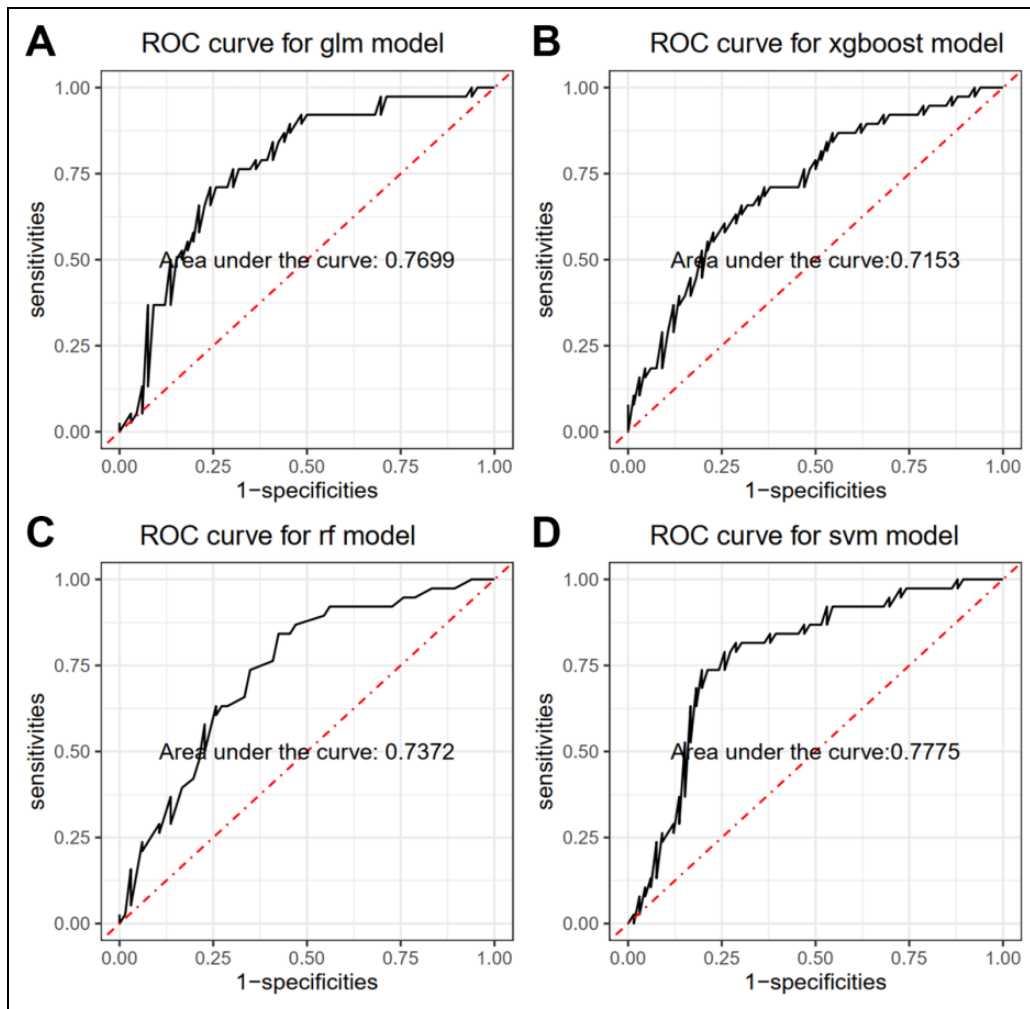 A
ROC curve for glm model
sensitivities
1.00
0.75
0.50
0.25
0.00
Area under the curve: 0.7699
0.00 0.25 0.50 0.75 1.00
1−specificities
B
ROC curve for xgboost model
sensitivities
1.00
0.75
0.50
0.25
0.00
Area under the curve:0.7153
0.00 0.25 0.50 0.75 1.00
1−specificities
C
ROC curve for rf model
sensitivities
1.00
0.75
0.50
0.25
0.00
Area under the curve: 0.7372
0.00 0.25 0.50 0.75 1.00
1−specificities
D
ROC curve for svm model
sensitivities
1.00
0.75
0.50
0.25
0.00
Area under the curve:0.7775
0.00 0.25 0.50 0.75 1.00
1−specificities